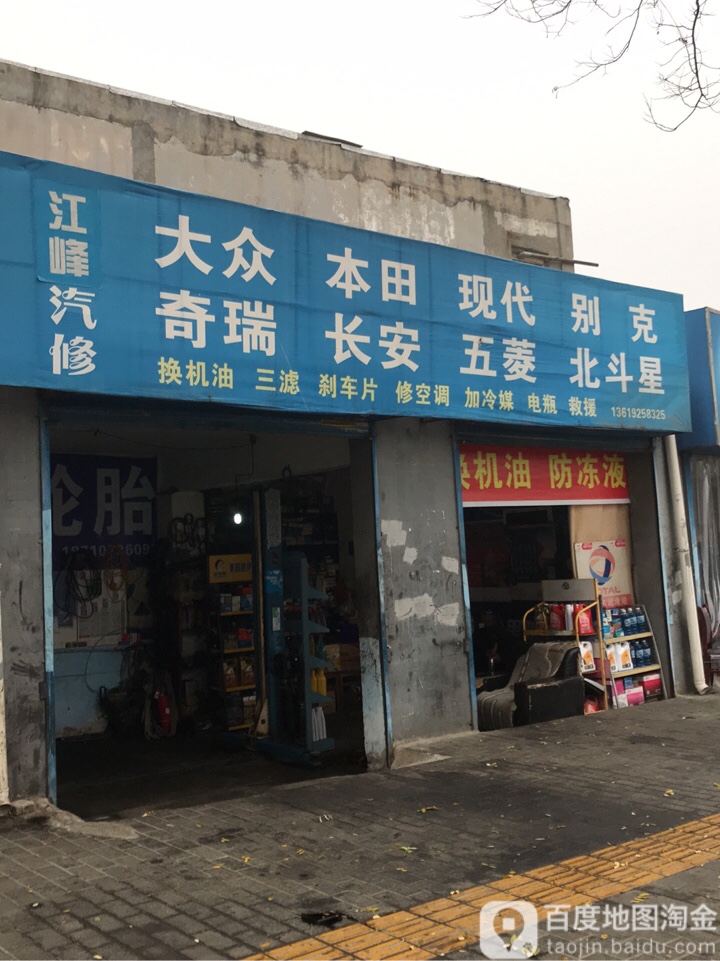 江峰汽修
大众 本田 现代 别克
奇瑞 长安 五菱 北斗星
换机油 三滤 刹车片 修空调 加冷媒 电瓶 救援 13619258325
轮胎
换机油 防冻液
百度地图淘金
taojin.baidu.com